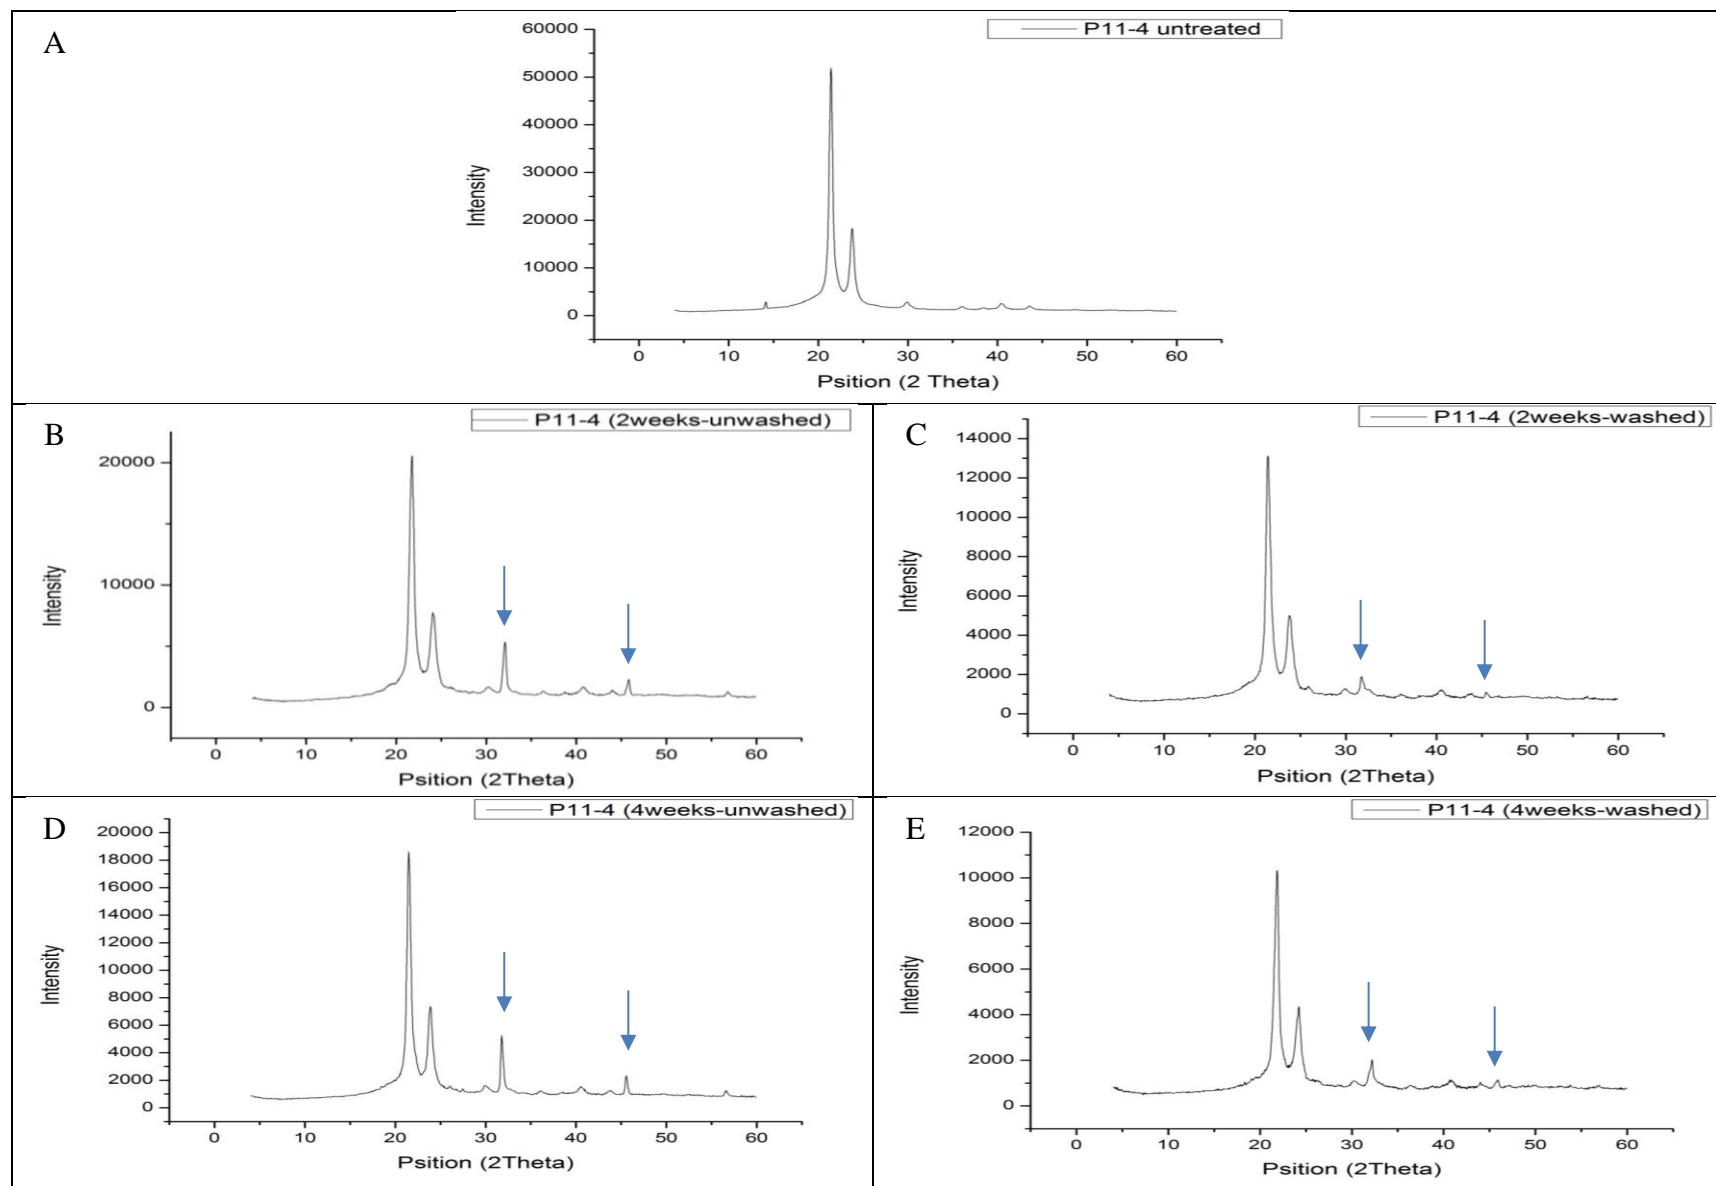 A
P11-4 untreated
60000
50000
40000
30000
20000
10000
0
Intensity
0 10 20 30 40 50 60
Psition (2 Theta)
B
P11-4 (2weeks-unwashed)
20000
10000
0
Intensity
0 10 20 30 40 50 60
Psition (2Theta)
C
P11-4 (2weeks-washed)
14000
12000
10000
8000
6000
4000
2000
0
Intensity
0 10 20 30 40 50 60
Psition (2Theta)
D
P11-4 (4weeks-unwashed)
20000
18000
16000
14000
12000
10000
8000
6000
4000
2000
0
Intensity
0 10 20 30 40 50 60
Psition (2Theta)
E
P11-4 (4weeks-washed)
12000
10000
8000
6000
4000
2000
0
Intensity
0 10 20 30 40 50 60
Psition (2Theta)